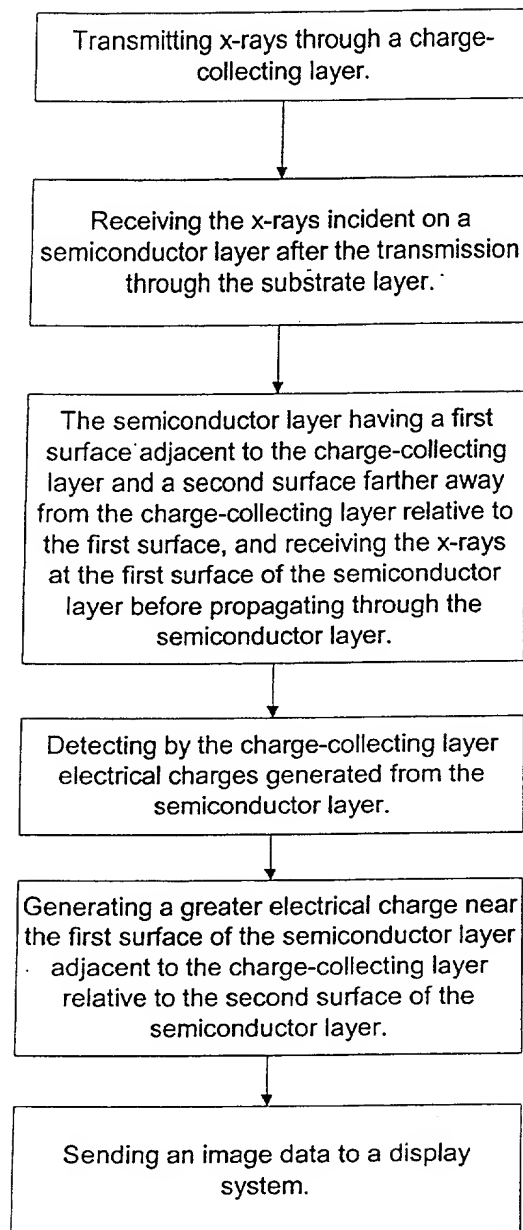 Transmitting x-rays through a charge-
collecting layer.
Receiving the x-rays incident on a
semiconductor layer after the transmission
through the substrate layer.
The semiconductor layer having a first
surface adjacent to the charge-collecting
layer and a second surface farther away
from the charge-collecting layer relative to
the first surface, and receiving the x-rays
at the first surface of the semiconductor
layer before propagating through the
semiconductor layer.
Detecting by the charge-collecting layer
electrical charges generated from the
semiconductor layer.
Generating a greater electrical charge near
the first surface of the semiconductor layer
adjacent to the charge-collecting layer
relative to the second surface of the
semiconductor layer.
Sending an image data to a display
system.